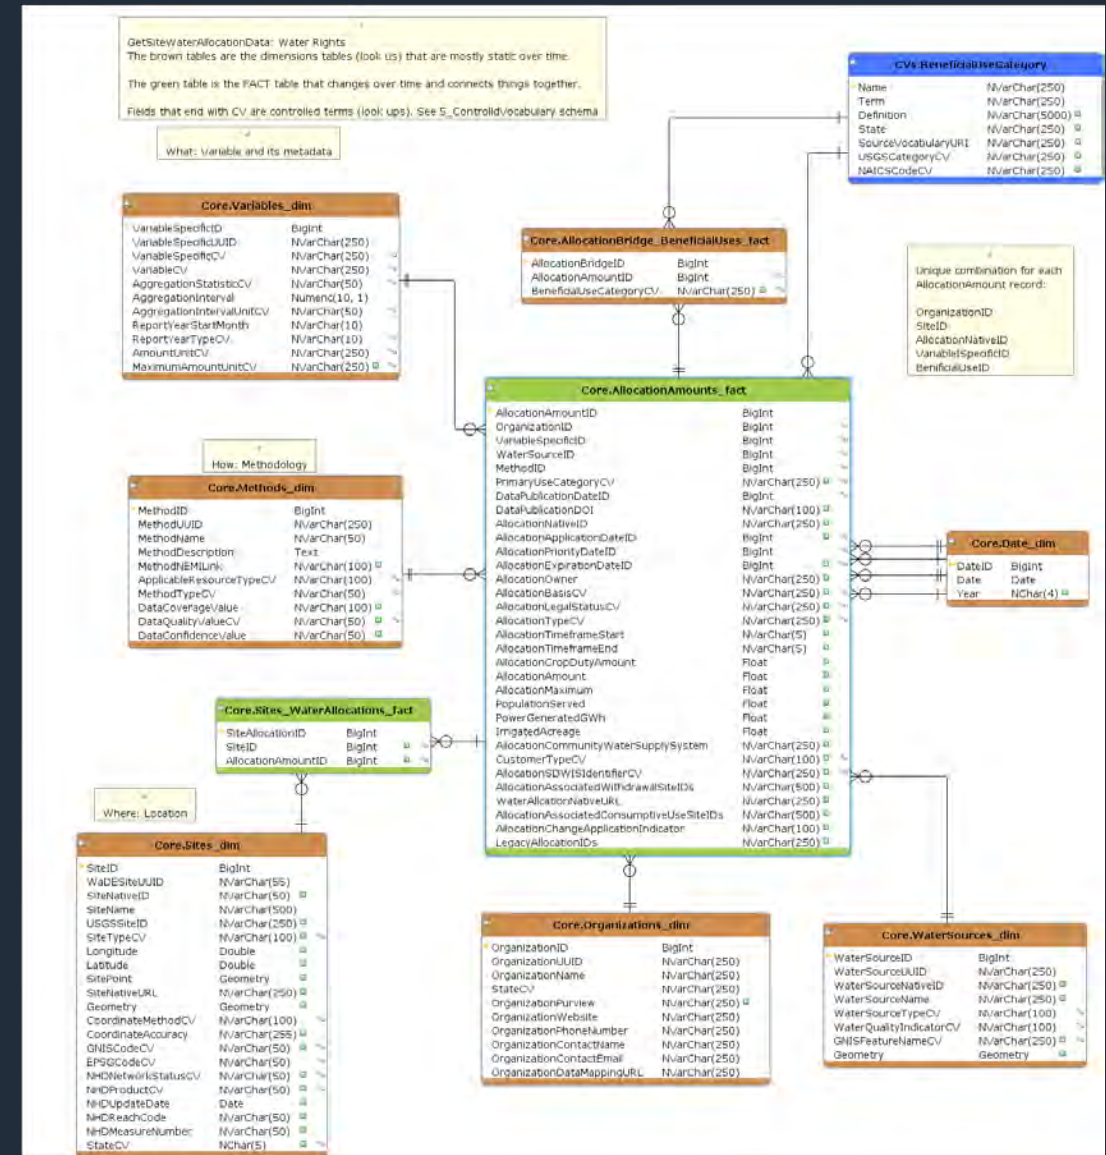 GetSiteWaterAllocationData: Water Rights
The brown tables are the dimensions tables (look us) that are mostly static over time.
The green table is the FACT table that changes over time and connects things together.
Fields that end with CV are controlled terms (look ups). See 5_ControlldVocabulary schema
What: Variable and its metadata
CVs.BeneficialUseCategory
Name NVarChar(250)
Term NVarChar(250)
Definition NVarChar(5000)
State NVarChar(250)
SourceVocabularyURI NVarChar(250)
USGSCategoryCV NVarChar(250)
NAICSCodeCV NVarChar(250)
Core.Variables_dim
VariableSpecificID BigInt
VariableSpecificUUID NVarChar(250)
VariableSpecificCV NVarChar(250)
VariableCV NVarChar(250)
AggregationStatisticCV NVarChar(50)
AggregationInterval Numeric(10, 1)
AggregationIntervalUnitCV NVarChar(50)
ReportYearStartMonth NVarChar(10)
ReportYearTypeCV NVarChar(10)
AmountUnitCV NVarChar(250)
MaximumAmountUnitCV NVarChar(250)
Core.AllocationBridge_BeneficialUses_fact
AllocationBridgeID BigInt
AllocationAmountID BigInt
BeneficialUseCategoryCV NVarChar(250)
Unique combination for each
AllocationAmount record:
OrganizationID
SiteID
AllocationNativeID
VariableISpecificID
BenificialUseID
Core.AllocationAmounts_fact
AllocationAmountID BigInt
OrganizationID BigInt
VariableSpecificID BigInt
WaterSourceID BigInt
MethodID BigInt
PrimaryUseCategoryCV NVarChar(250)
DataPublicationDateID BigInt
DataPublicationDOI NVarChar(100)
AllocationNativeID NVarChar(250)
AllocationApplicationDateID BigInt
AllocationPriorityDateID BigInt
AllocationExpirationDateID BigInt
AllocationOwner NVarChar(250)
AllocationBasisCV NVarChar(250)
AllocationLegalStatusCV NVarChar(250)
AllocationTypeCV NVarChar(250)
AllocationTimeframeStart NVarChar(5)
AllocationTimeframeEnd NVarChar(5)
AllocationCropDutyAmount Float
AllocationAmount Float
AllocationMaximum Float
PopulationServed Float
PowerGeneratedGWh Float
IrrigatedAcreage Float
AllocationCommunityWaterSupplySystem NVarChar(250)
CustomerTypeCV NVarChar(100)
AllocationSDWISIdentifierCV NVarChar(250)
AllocationAssociatedWithdrawalSiteIDs NVarChar(500)
WaterAllcationNativeURL NVarChar(250)
AllocationAssociatedConsumptiveUseSiteIDs NVarChar(500)
AllocationChangeApplicationIndicator NVarChar(100)
LegacyAllocationIDs NVarChar(250)
How: Methodology
Core.Methods_dim
MethodID BigInt
MethodUUID NVarChar(250)
MethodName NVarChar(50)
MethodDescription Text
MethodNEMILink NVarChar(100)
ApplicableResourceTypeCV NVarChar(100)
MethodTypeCV NVarChar(50)
DataCoverageValue NVarChar(100)
DataQualityValueCV NVarChar(50)
DataConfidenceValue NVarChar(50)
Core.Date_dim
DateID BigInt
Date Date
Year NChar(4)
Core.Sites_WaterAllocations_fact
SiteAllocationID BigInt
SiteID BigInt
AllocationAmountID BigInt
Where: Location
Core.Sites_dim
SiteID BigInt
WaDESiteUUID NVarChar(55)
SiteNativeID NVarChar(50)
SiteName NVarChar(500)
USGSSiteID NVarChar(250)
SiteTypeCV NVarChar(100)
Longitude Double
Latitude Double
SitePoint Geometry
SiteNativeURL NVarChar(250)
Geometry Geometry
CoordinateMethodCV NVarChar(100)
CoordinateAccuracy NVarChar(255)
GNISCodeCV NVarChar(50)
EPSGCodeCV NVarChar(50)
NHDNetworkStatusCV NVarChar(50)
NHDProductCV NVarChar(50)
NHDUpdateDate Date
NHDReachCode NVarChar(50)
NHDMeasureNumber NVarChar(50)
StateCV NChar(5)
Core.Organizations_dim
OrganizationID BigInt
OrganizationUUID NVarChar(250)
OrganizationName NVarChar(250)
StateCV NVarChar(250)
OrganizationPurview NVarChar(250)
OrganizationWebsite NVarChar(250)
OrganizationPhoneNumber NVarChar(250)
OrganizationContactName NVarChar(250)
OrganizationContactEmail NVarChar(250)
OrganizationDataMappingURL NVarChar(250)
Core.WaterSources_dim
WaterSourceID BigInt
WaterSourceUUID NVarChar(250)
WaterSourceNativeID NVarChar(250)
WaterSourceName NVarChar(250)
WaterSourceTypeCV NVarChar(100)
WaterQualityIndicatorCV NVarChar(100)
GNISFeatureNameCV NVarChar(250)
Geometry Geometry